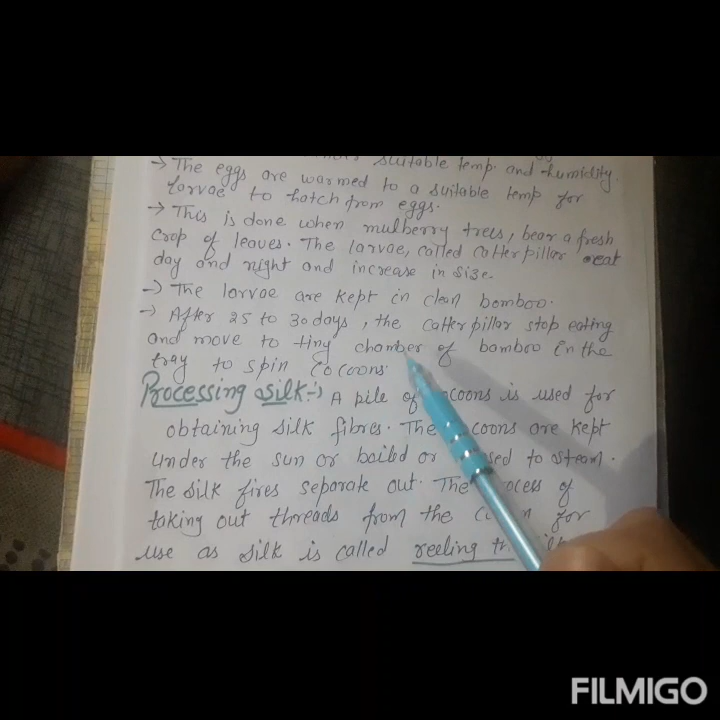 suitable temp. and humidity.
→ The eggs are warmed to a suitable temp for
larvae to hatch from eggs.
→ This is done when mulberry trees, bear a fresh
crop of leaves. The larvae, called catterpillar eat
day and night and increase in size.
→ The larvae are kept in clean bomboo.
→ After 25 to 30 days, the catterpillar stop eating
and move to tiny chamber of bomboo in the
tray to spin cocoons.
Processing silk:-) A pile of cocoons is used for
obtaining silk fibres. The cocoons are kept
under the sun or boiled or sed to steam.
The silk fires separate out. The ocess of
taking out threads from the c n for
use as silk is called reeling th
FILMIGO